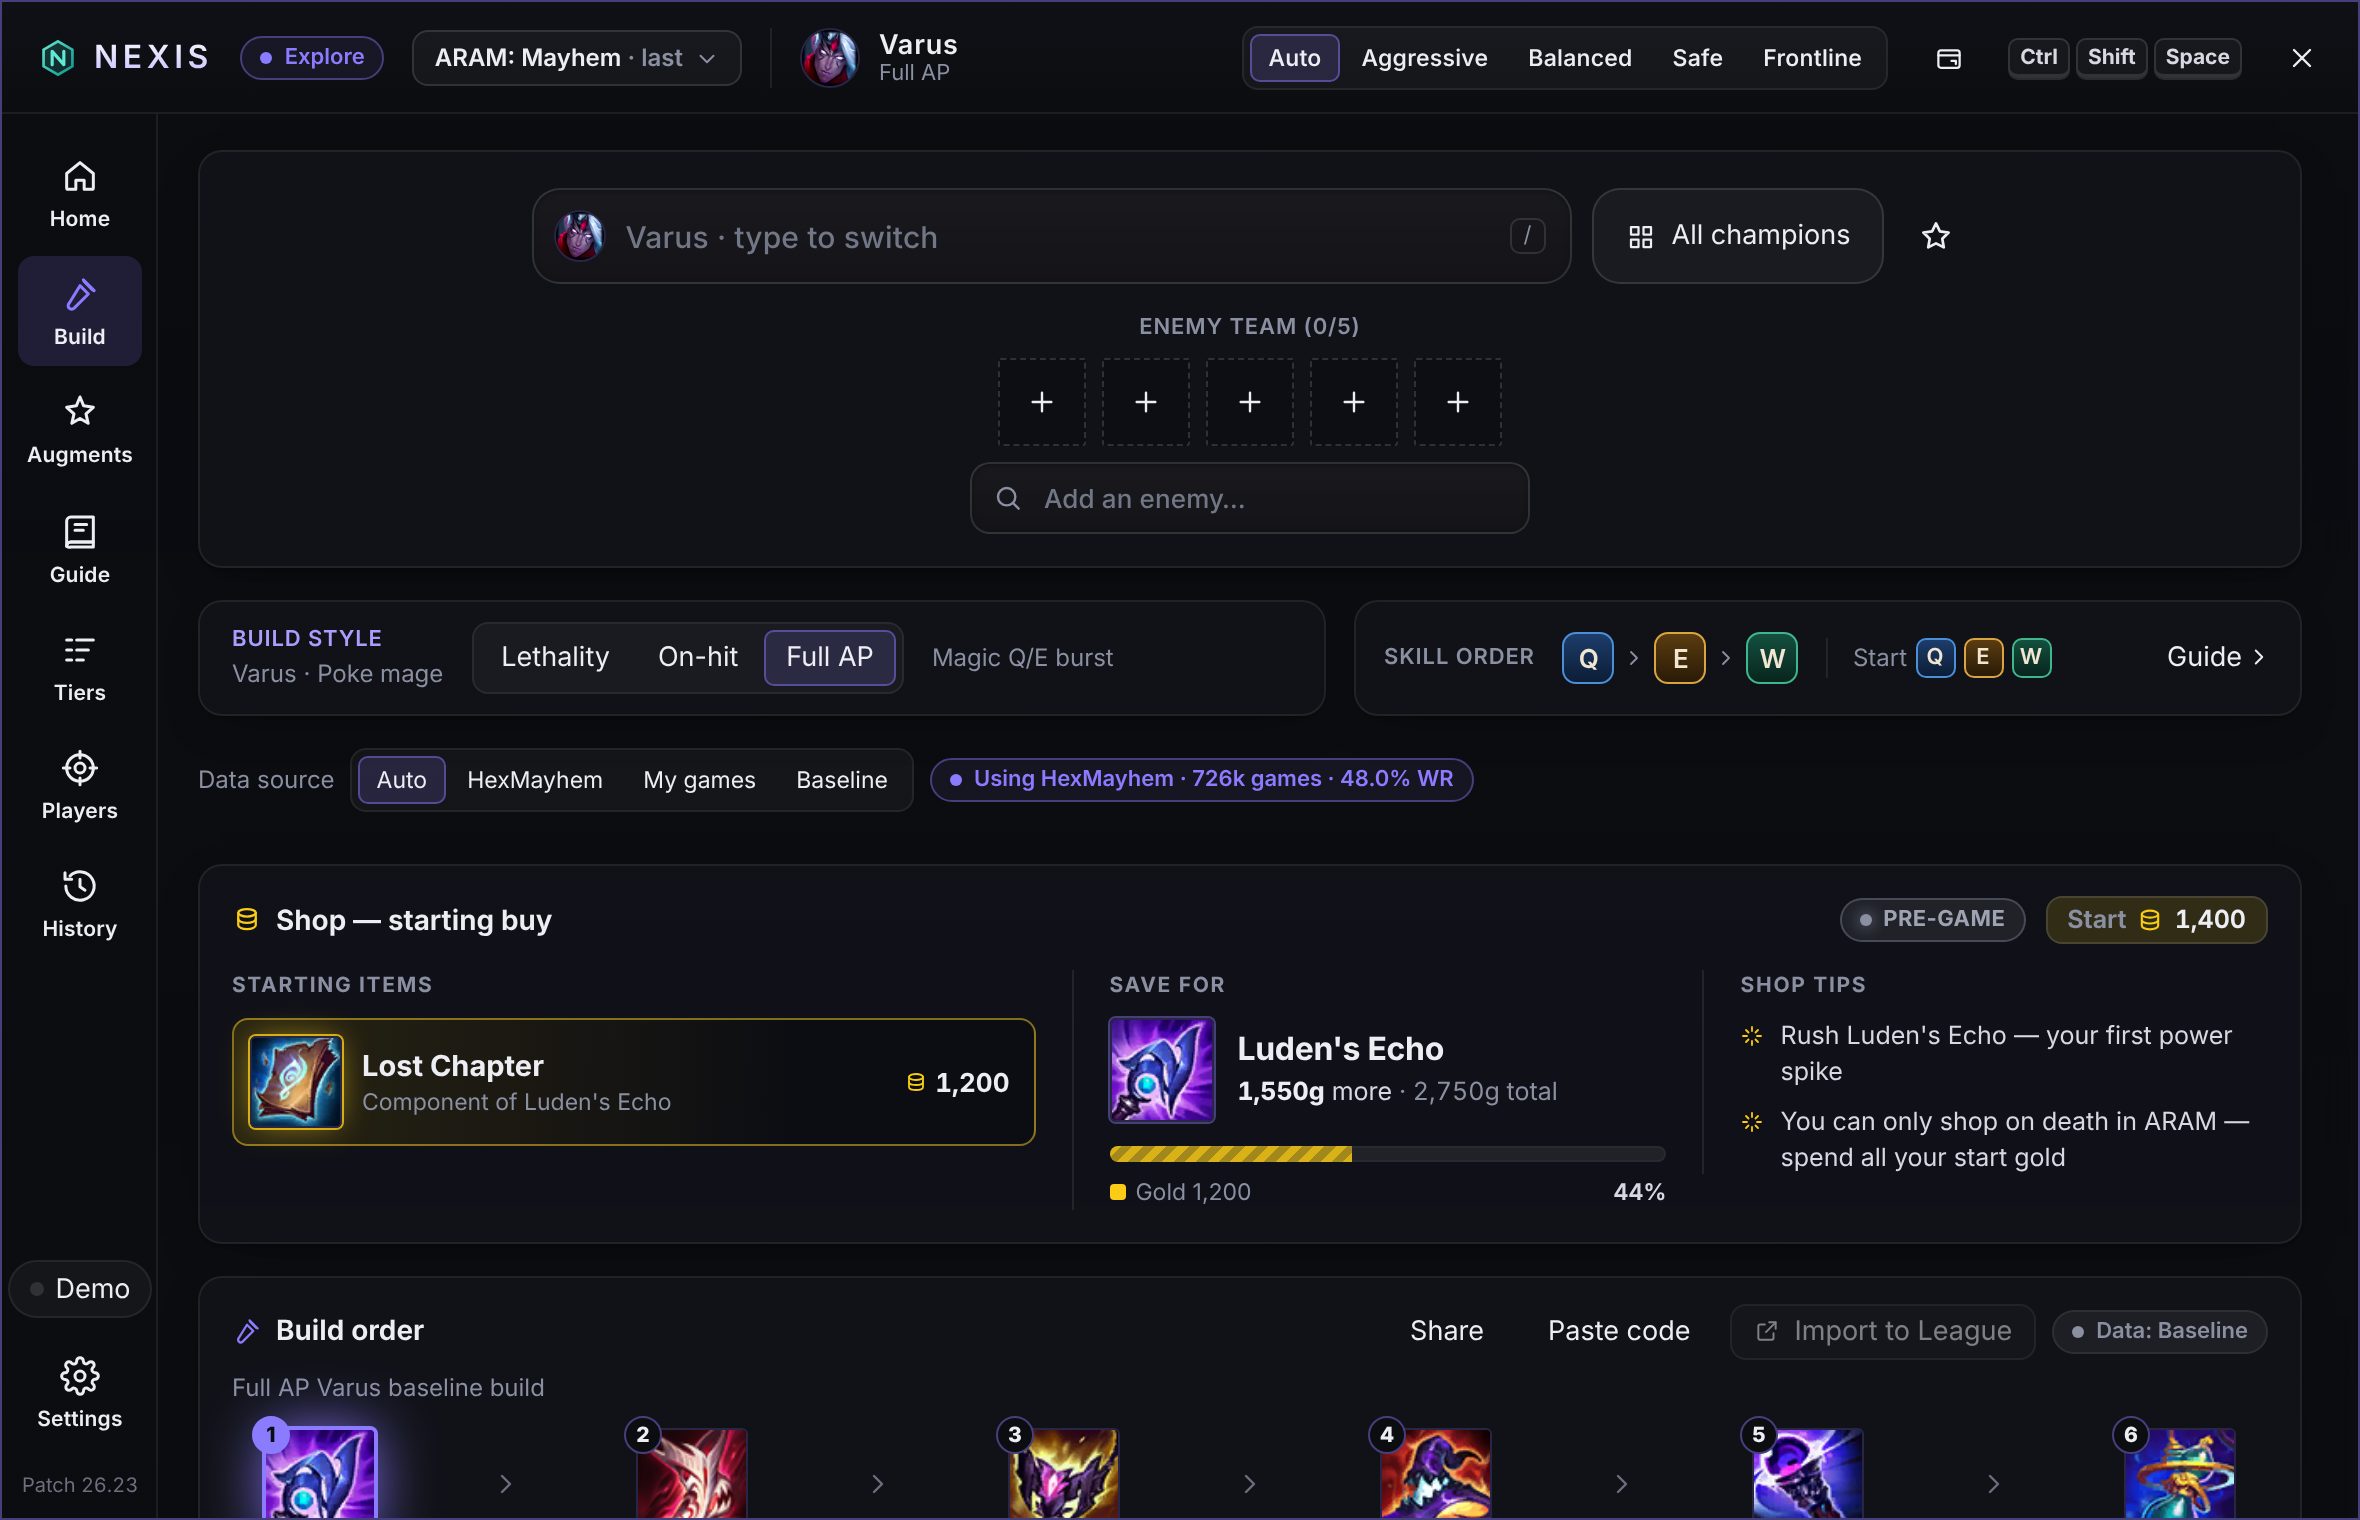 NEXIS
Explore
ARAM: Mayhem · last
Varus
Full AP
Auto
Aggressive
Balanced
Safe
Frontline
Ctrl
Shift
Space
Home
Build
Augments
Guide
Tiers
Players
History
Demo
Settings
Patch 26.23
Varus · type to switch
/
All champions
ENEMY TEAM (0/5)
Add an enemy...
BUILD STYLE
Varus · Poke mage
Lethality
On-hit
Full AP
Magic Q/E burst
SKILL ORDER
Q
E
W
Start
Q
E
W
Guide
Data source
Auto
HexMayhem
My games
Baseline
Using HexMayhem · 726k games · 48.0% WR
Shop — starting buy
PRE-GAME
Start 1,400
STARTING ITEMS
Lost Chapter
Component of Luden's Echo
1,200
SAVE FOR
Luden's Echo
1,550g more · 2,750g total
Gold 1,200
44%
SHOP TIPS
Rush Luden's Echo — your first power
spike
You can only shop on death in ARAM —
spend all your start gold
Build order
Share
Paste code
Import to League
Data: Baseline
Full AP Varus baseline build
1
2
3
4
5
6